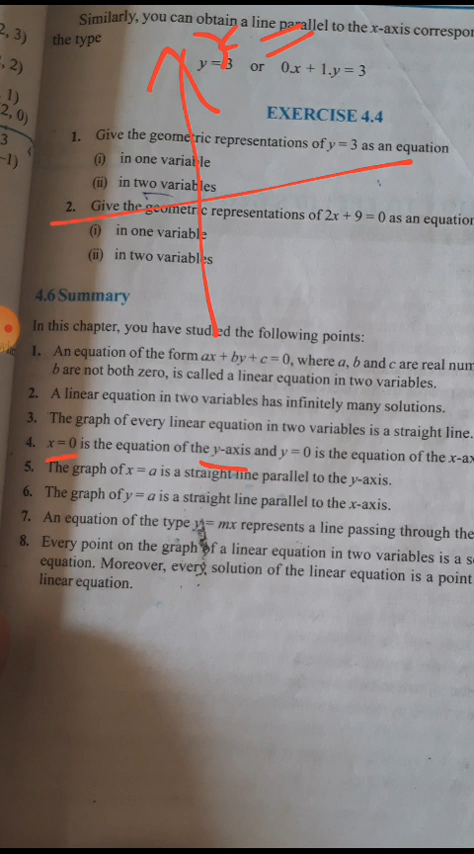 Similarly, you can obtain a line parallel to the x-axis correspor
the type
2, 3)
, 2)
1)
2, 0)
3
-1)
y = 3 or 0.x + 1.y = 3
EXERCISE 4.4
1. Give the geometric representations of y = 3 as an equation
(i) in one variable
(ii) in two variables
2. Give the geometric representations of 2x + 9 = 0 as an equation
(i) in one variable
(ii) in two variables
4.6 Summary
In this chapter, you have studied the following points:
1. An equation of the form ax + by + c = 0, where a, b and c are real num
b are not both zero, is called a linear equation in two variables.
2. A linear equation in two variables has infinitely many solutions.
3. The graph of every linear equation in two variables is a straight line.
4. x = 0 is the equation of the y-axis and y = 0 is the equation of the x-ax
5. The graph of x = a is a straight line parallel to the y-axis.
6. The graph of y = a is a straight line parallel to the x-axis.
7. An equation of the type y = mx represents a line passing through the
8. Every point on the graph of a linear equation in two variables is a s
equation. Moreover, every solution of the linear equation is a point
linear equation.